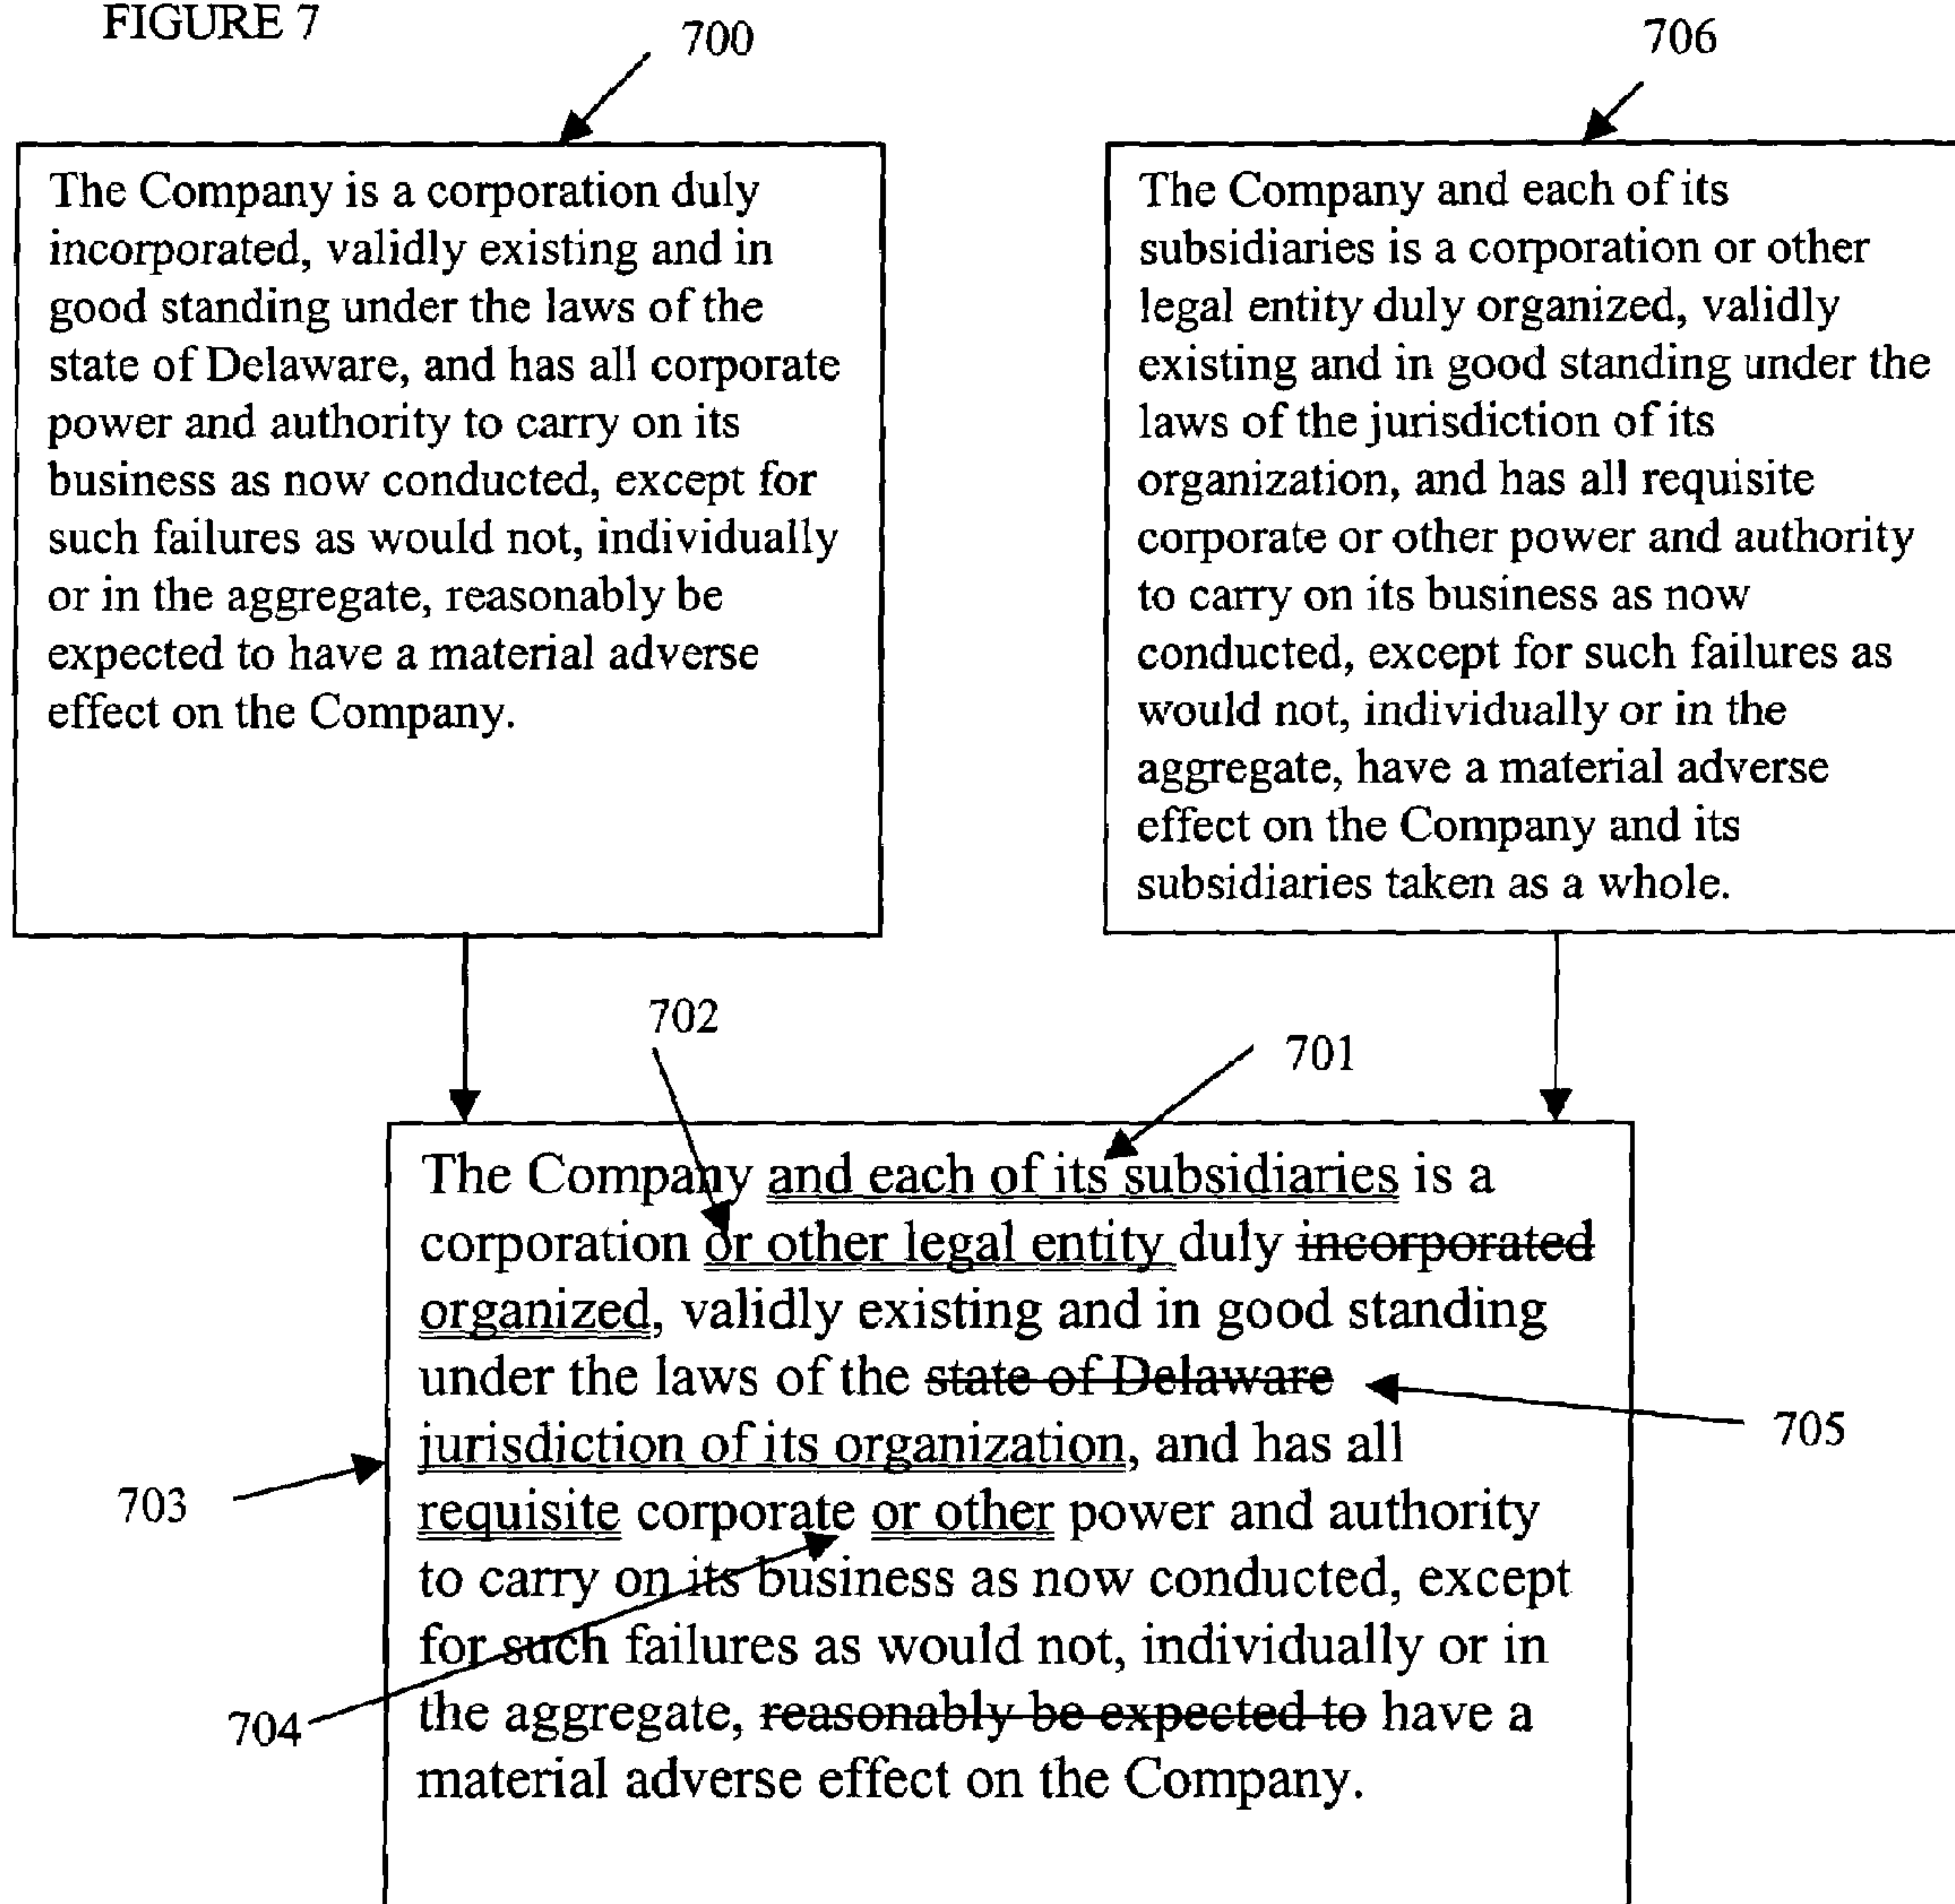 FIGURE 7
700
706
The Company is a corporation duly
incorporated, validly existing and in
good standing under the laws of the
state of Delaware, and has all corporate
power and authority to carry on its
business as now conducted, except for
such failures as would not, individually
or in the aggregate, reasonably be
expected to have a material adverse
effect on the Company.
The Company and each of its
subsidiaries is a corporation or other
legal entity duly organized, validly
existing and in good standing under the
laws of the jurisdiction of its
organization, and has all requisite
corporate or other power and authority
to carry on its business as now
conducted, except for such failures as
would not, individually or in the
aggregate, have a material adverse
effect on the Company and its
subsidiaries taken as a whole.
702
701
The Company and each of its subsidiaries is a
corporation or other legal entity duly incorporated
organized, validly existing and in good standing
under the laws of the state of Delaware
jurisdiction of its organization, and has all
requisite corporate or other power and authority
to carry on its business as now conducted, except
for such failures as would not, individually or in
the aggregate, reasonably be expected to have a
material adverse effect on the Company.
705
703
704